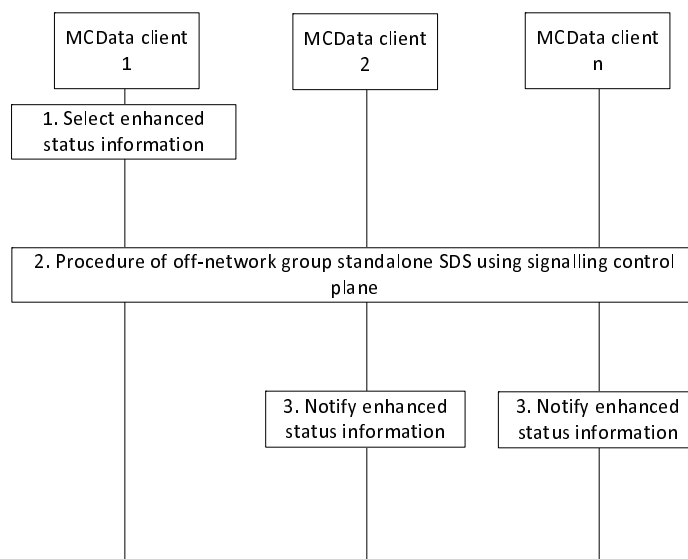 MCData client
1
MCData client
2
MCData client
n
1. Select enhanced
status information
2. Procedure of off-network group standalone SDS using signalling control
plane
3. Notify enhanced
status information
3. Notify enhanced
status information